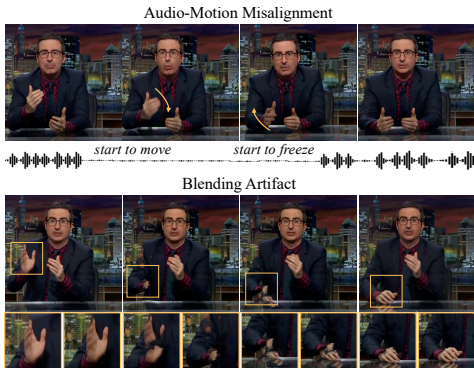 Audio-Motion Misalignment
start to move
start to freeze
Blending Artifact